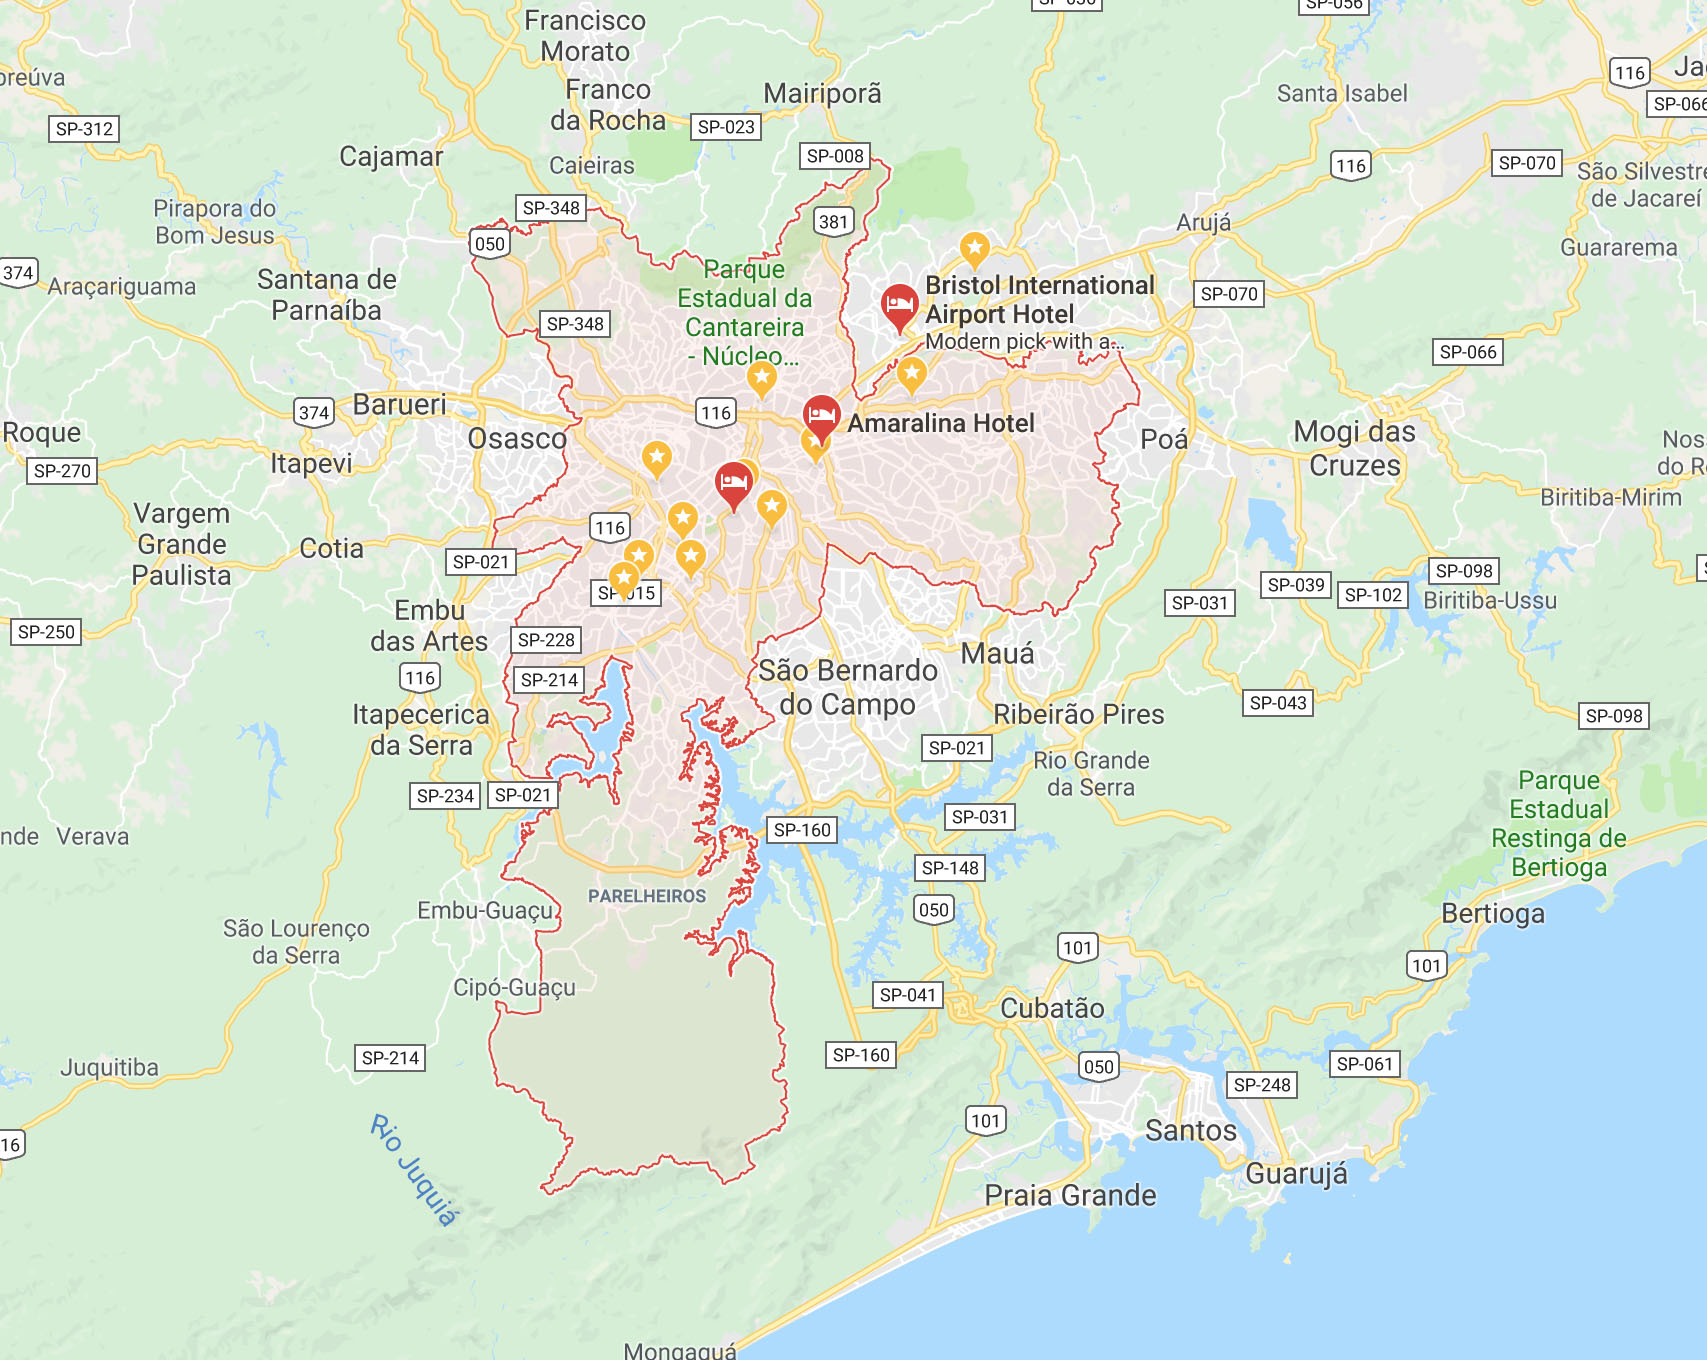 Francisco
Morato
SP-056
Franco
da Rocha
Mairiporã
SP-023
SP-312
Cajamar
Caieiras
SP-008
Santa Isabel
116
SP-066
116
SP-070
São Silvestre
de Jacareí
Pirapora do
Bom Jesus
SP-348
381
050
Arujá
Guararema
374
Araçariguama
Santana de
Parnaíba
Parque
Estadual da
Cantareira
- Núcleo...
Bristol International
Airport Hotel
Modern pick with a...
SP-070
SP-348
SP-066
374
Barueri
116
Amaralina Hotel
Roque
Osasco
Poá
Mogi das
Cruzes
SP-270
Itapevi
Biritiba-Mirim
Vargem
Grande
Paulista
Cotia
116
SP-021
SP-015
SP-039
SP-098
SP-102
SP-031
Biritiba-Ussu
SP-250
Embu
das Artes
SP-228
Mauá
116
SP-214
São Bernardo
do Campo
SP-043
Itapecerica
da Serra
Ribeirão Pires
SP-098
SP-021
Rio Grande
da Serra
SP-234
SP-021
Parque
Estadual
Restinga de
Bertioga
Verava
SP-160
SP-031
SP-148
PARELHEIROS
Embu-Guaçu
050
Bertioga
São Lourenço
da Serra
101
101
Cipó-Guaçu
SP-041
Cubatão
SP-214
SP-160
Juquitiba
050
SP-061
SP-248
101
Rio Juquiá
Santos
Guarujá
Praia Grande
Mongaguá